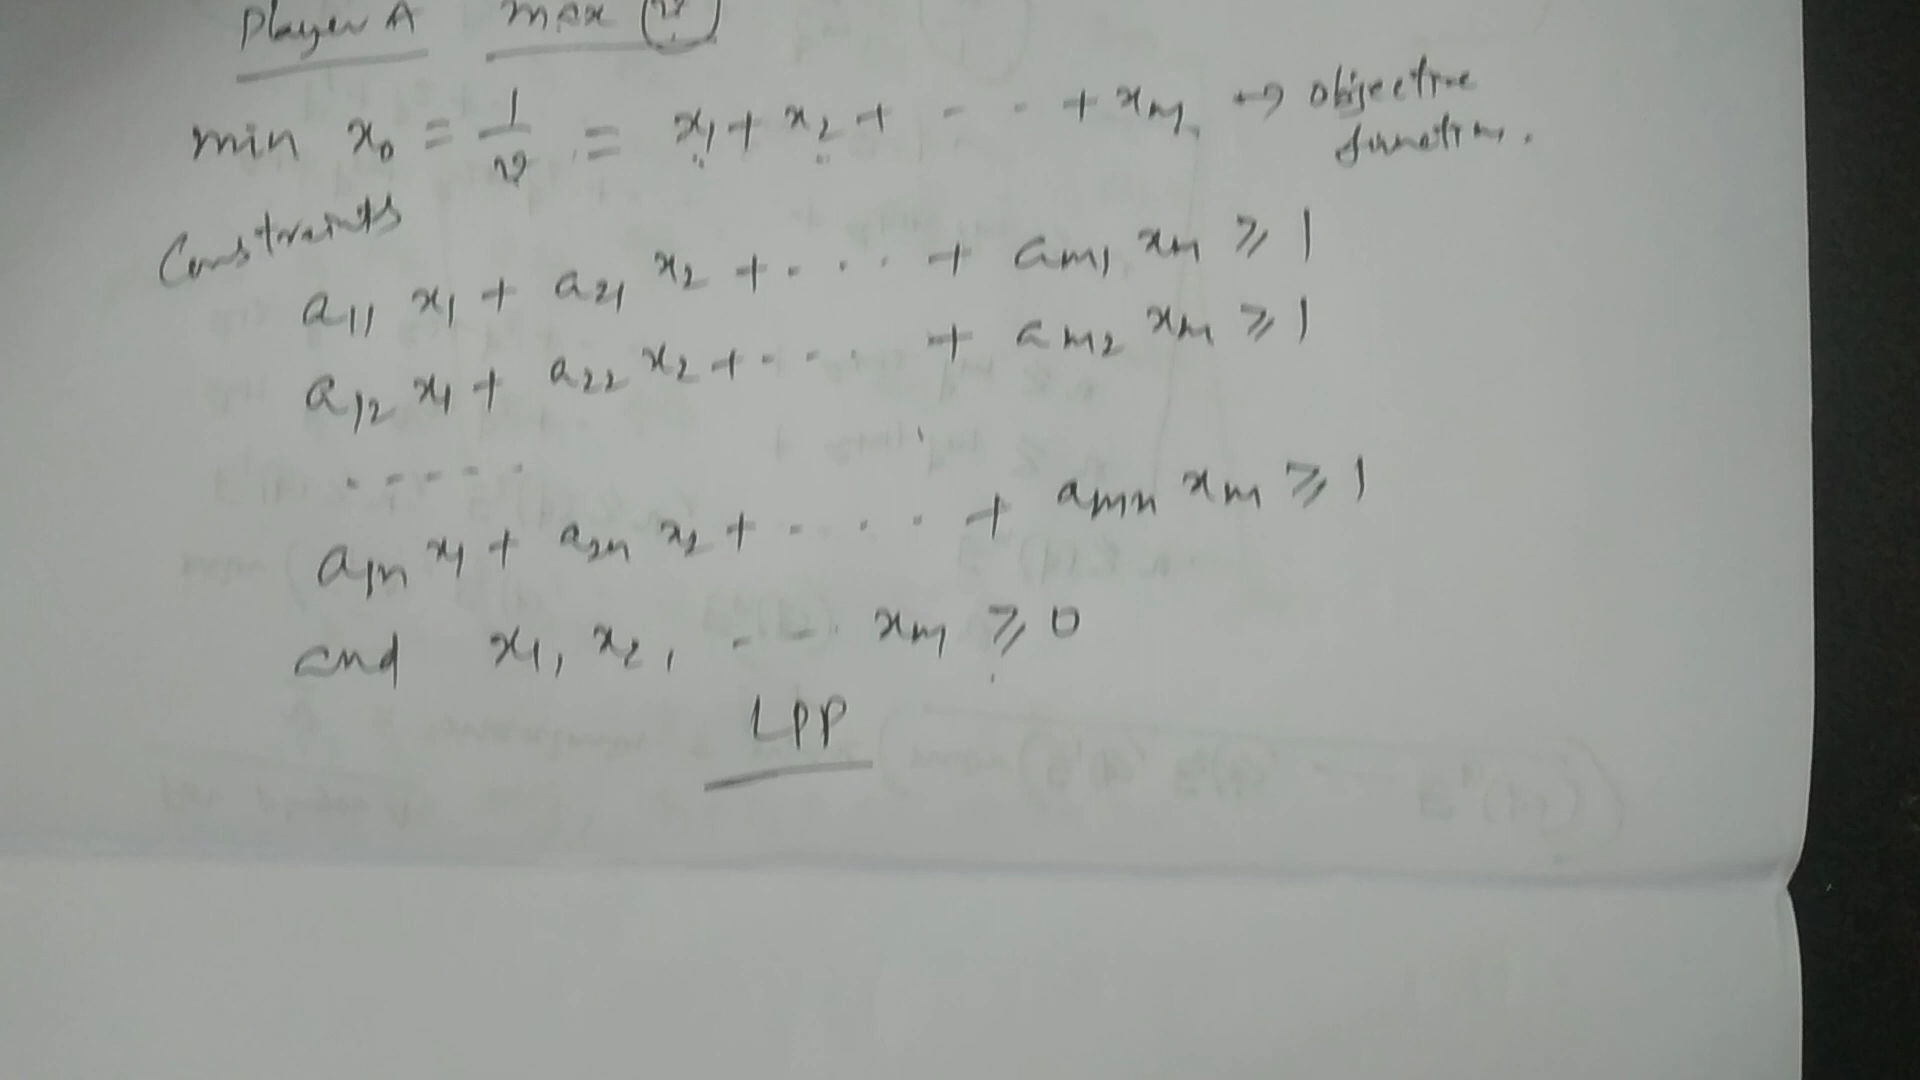 Player A max (v)
min x₀ = 1/v = x₁ + x₂ + - - - + xₘ → objective function.
Constraints
a₁₁ x₁ + a₂₁ x₂ + . . . . + aₘ₁ xₘ ≥ 1
a₁₂ x₁ + a₂₂ x₂ + . . . . + aₘ₂ xₘ ≥ 1
. - - - .
a₁ₙ x₁ + a₂ₙ x₂ + . . . . + aₘₙ xₘ ≥ 1
and x₁, x₂, - - xₘ ≥ 0
LPP